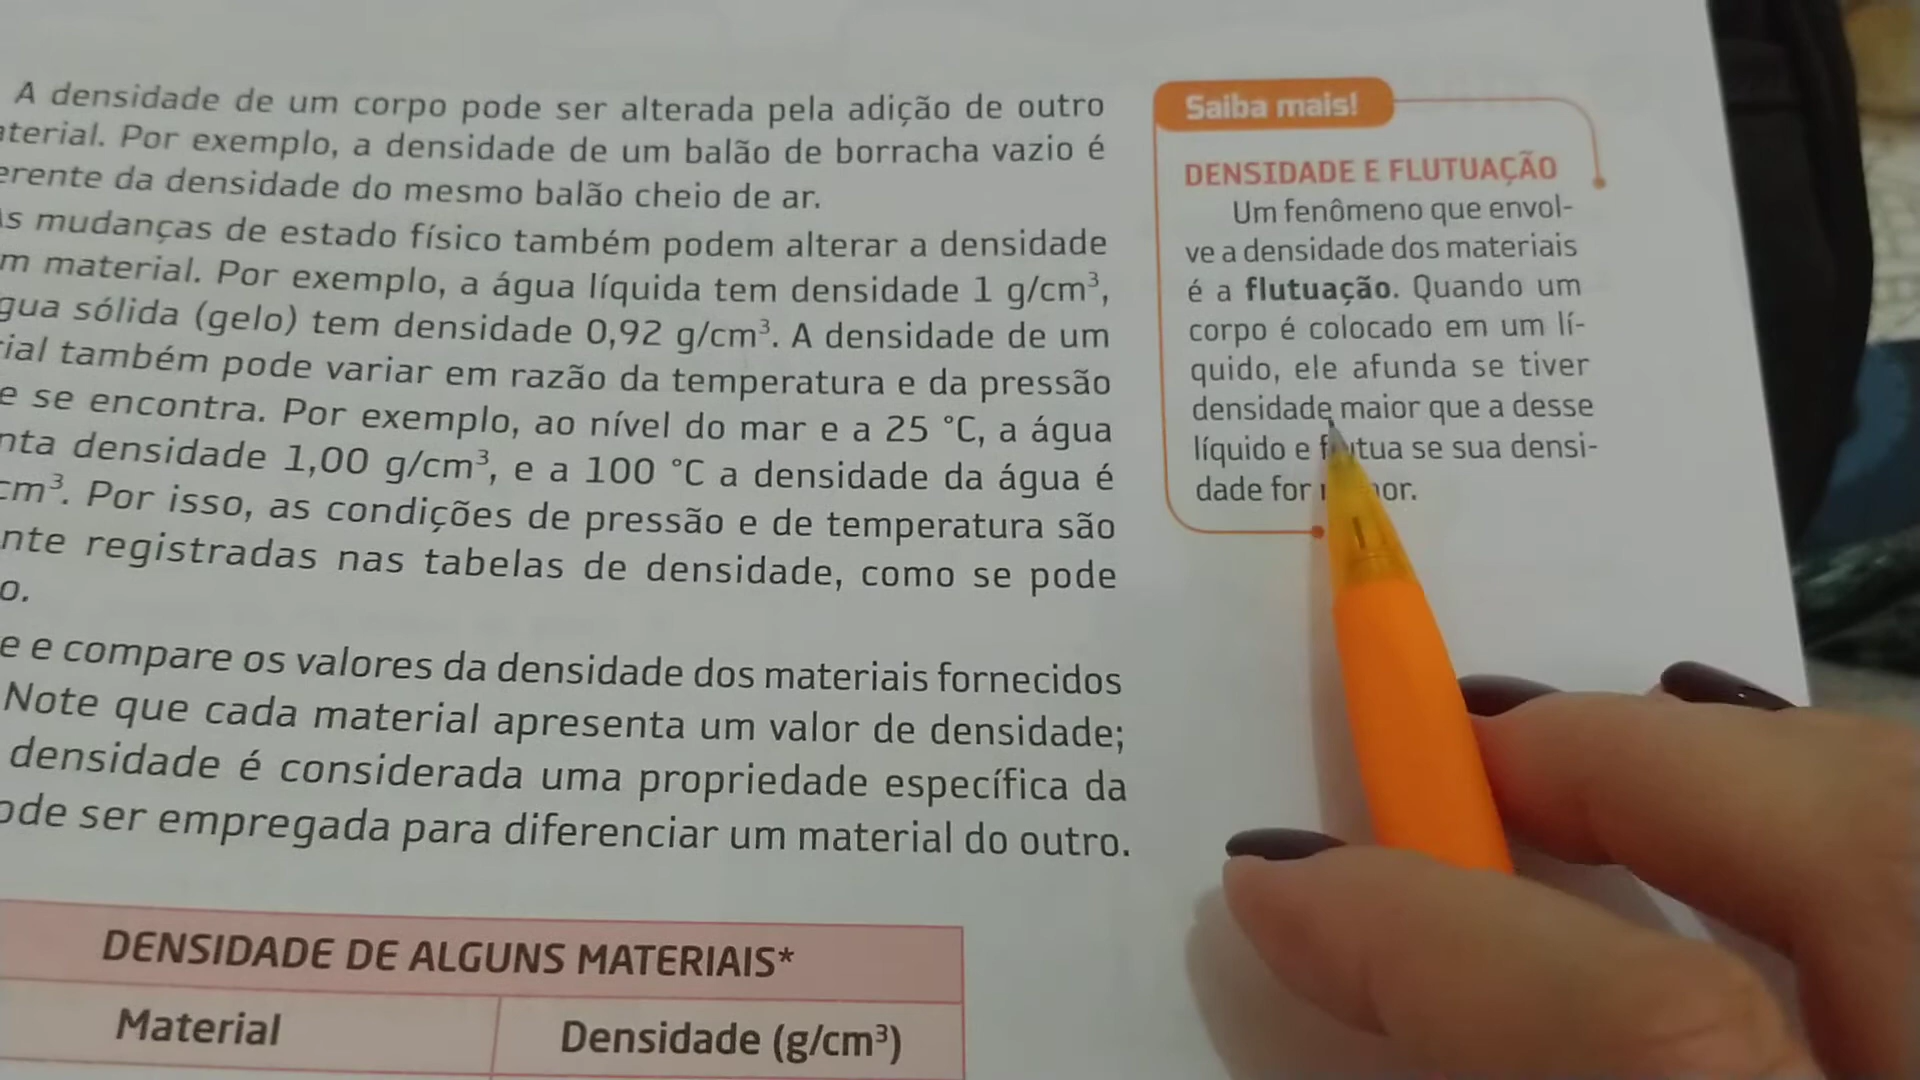 A densidade de um corpo pode ser alterada pela adição de outro
Por exemplo, a densidade de um balão de borracha vazio é
da densidade do mesmo balão cheio de ar.
mudanças de estado físico também podem alterar a densidade
material. Por exemplo, a água líquida tem densidade 1 g/cm³,
sólida (gelo) tem densidade 0,92 g/cm³. A densidade de um
também pode variar em razão da temperatura e da pressão
se encontra. Por exemplo, ao nível do mar e a 25 °C, a água
densidade 1,00 g/cm³, e a 100 °C a densidade da água é
cm³. Por isso, as condições de pressão e de temperatura são
registradas nas tabelas de densidade, como se pode
e compare os valores da densidade dos materiais fornecidos
Note que cada material apresenta um valor de densidade;
densidade é considerada uma propriedade específica da
ser empregada para diferenciar um material do outro.
DENSIDADE DE ALGUNS MATERIAIS*
Material Densidade (g/cm³)
Saiba mais!
DENSIDADE E FLUTUAÇÃO
Um fenômeno que envol-
ve a densidade dos materiais
é a flutuação. Quando um
corpo é colocado em um lí-
quido, ele afunda se tiver
densidade maior que a desse
líquido e flutua se sua densi-
dade for